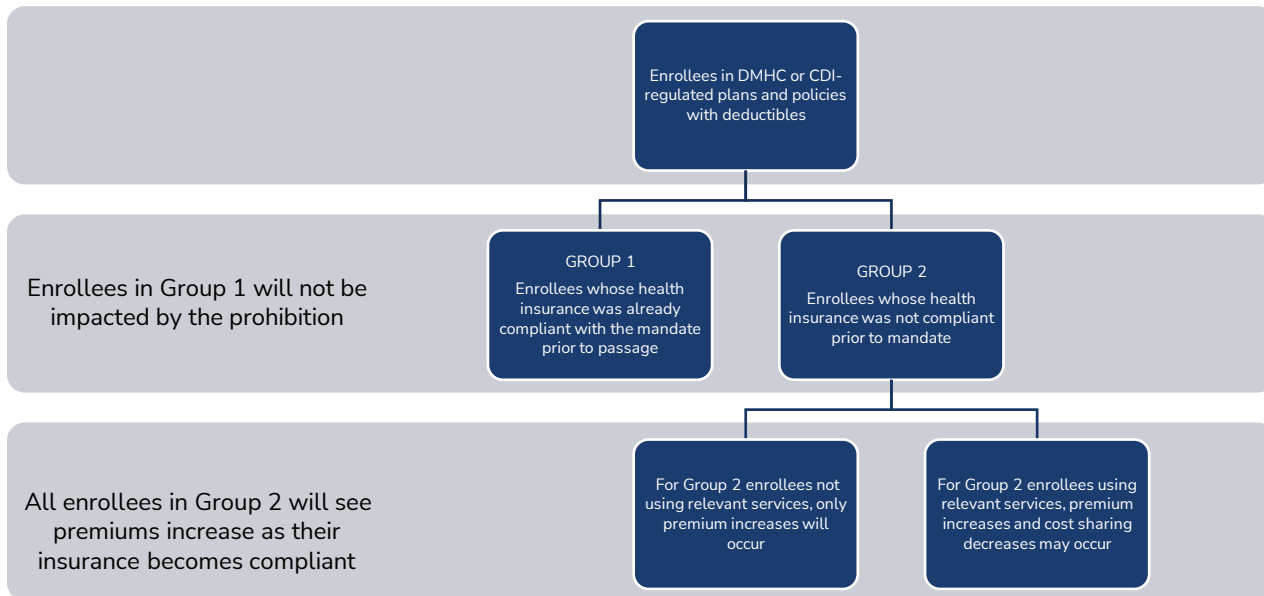 Enrollees in DMHC or CDI-
regulated plans and policies
with deductibles
Enrollees in Group 1 will not be
impacted by the prohibition
GROUP 1
Enrollees whose health
insurance was already
compliant with the mandate
prior to passage
GROUP 2
Enrollees whose health
insurance was not compliant
prior to mandate
All enrollees in Group 2 will see
premiums increase as their
insurance becomes compliant
For Group 2 enrollees not
using relevant services, only
premium increases will
occur
For Group 2 enrollees using
relevant services, premium
increases and cost sharing
decreases may occur